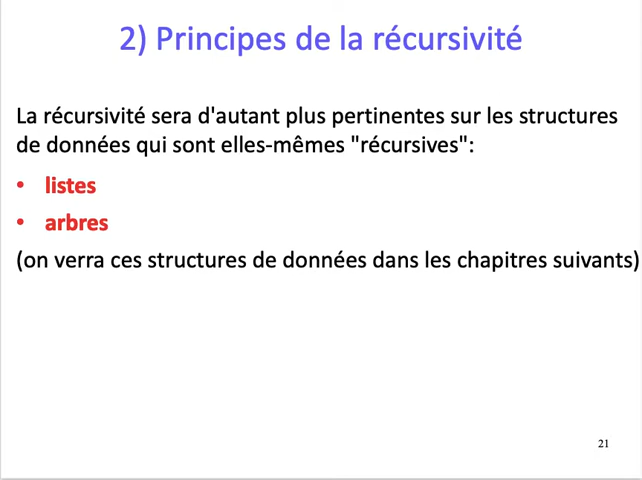 2) Principes de la récursivité
La récursivité sera d'autant plus pertinentes sur les structures
de données qui sont elles-mêmes "récursives":
• listes
• arbres
(on verra ces structures de données dans les chapitres suivants)
21